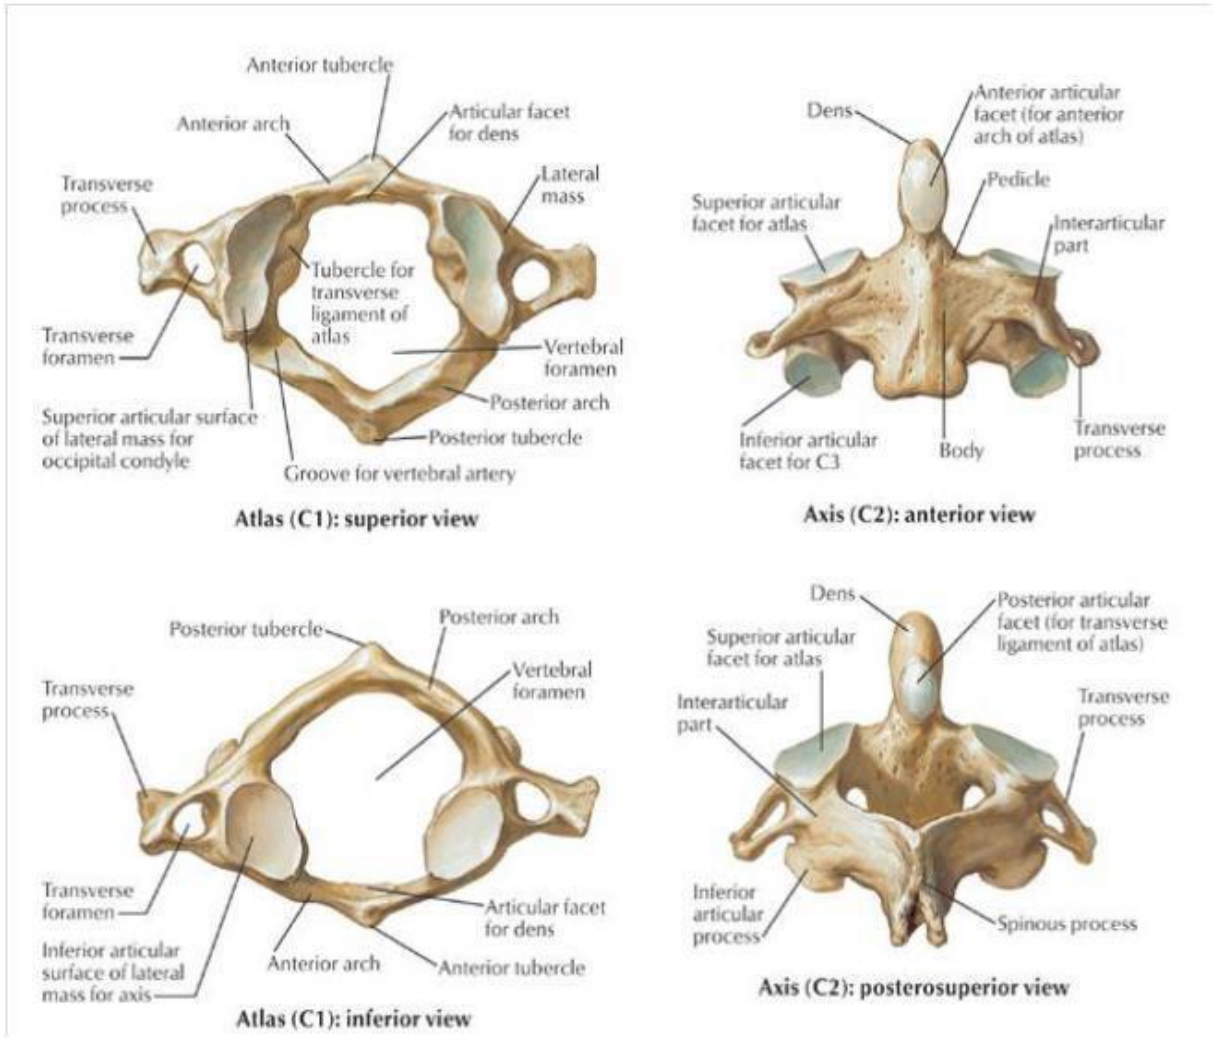 Anterior tubercle
Anterior arch
Articular facet
for dens
Transverse
process
Lateral
mass
Tubercle for
transverse
ligament of
atlas
Transverse
foramen
Vertebral
foramen
Superior articular surface
of lateral mass for
occipital condyle
Posterior arch
Posterior tubercle
Groove for vertebral artery
Atlas (C1): superior view
Dens
Anterior articular
facet (for anterior
arch of atlas)
Pedicle
Superior articular
facet for atlas
Interarticular
part
Inferior articular
facet for C3
Body
Transverse
process
Axis (C2): anterior view
Posterior tubercle
Posterior arch
Vertebral
foramen
Transverse
process
Transverse
foramen
Inferior articular
surface of lateral
mass for axis
Anterior arch
Articular facet
for dens
Anterior tubercle
Atlas (C1): inferior view
Dens
Posterior articular
facet (for transverse
ligament of atlas)
Superior articular
facet for atlas
Interarticular
part
Transverse
process
Inferior
articular
process
Spinous process
Axis (C2): posterosuperior view